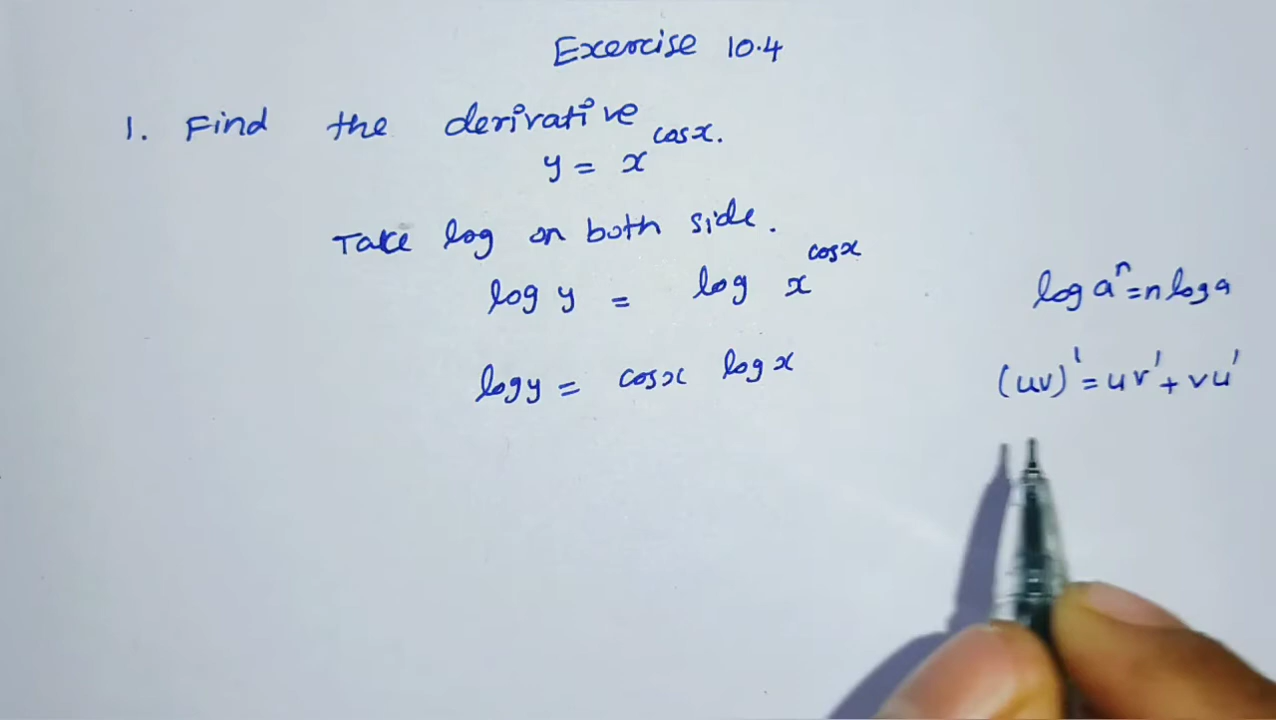 Exercise 10.4
1. Find the derivative
y = x^cosx.
Take log on both side.
log y = log x^cosx
log a^n = n log a
logy = cosx log x
(uv)' = uv' + vu'